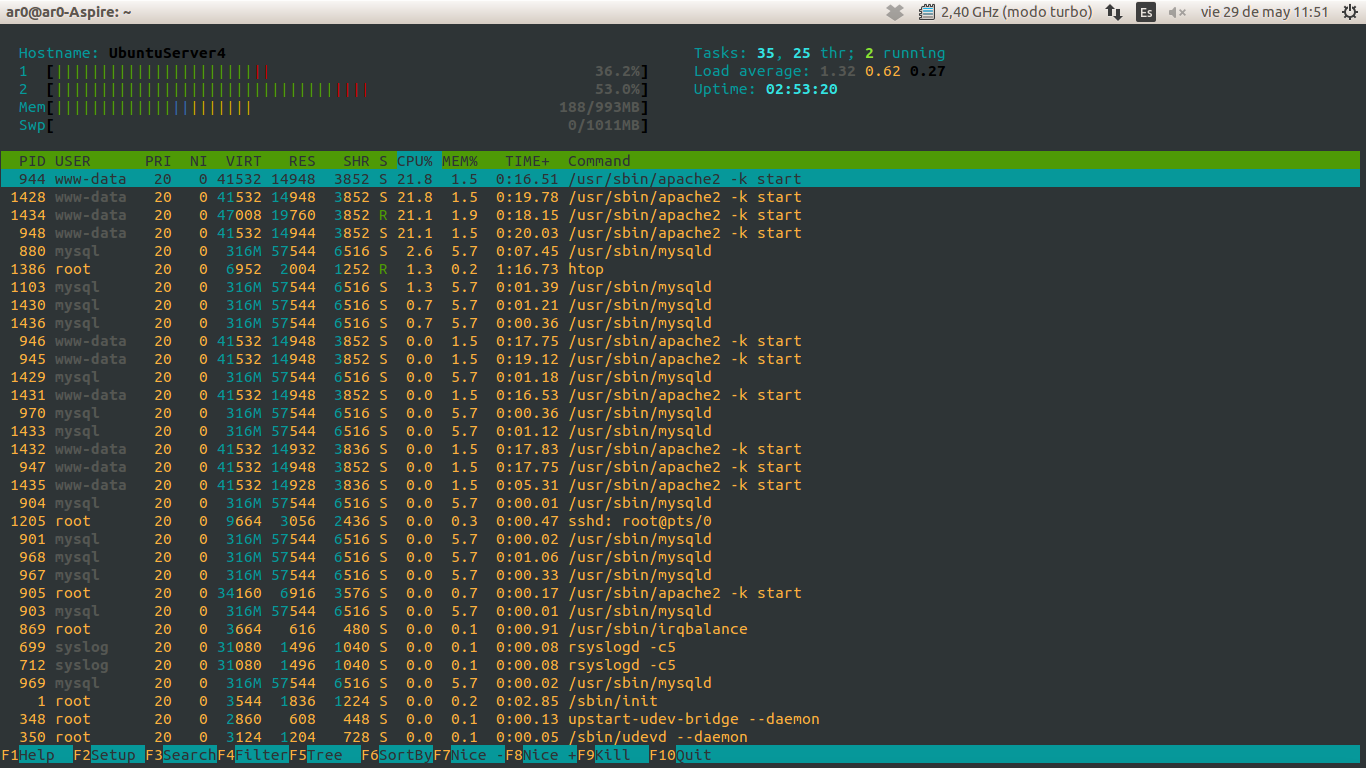 ar0@ar0-Aspire: ~ 2,40 GHz (modo turbo) Es vie 29 de may 11:51
Hostname: UbuntuServer4 Tasks: 35, 25 thr; 2 running
1 [||||||||||||||||||||||||| 36.2%] Load average: 1.32 0.62 0.27
2 [||||||||||||||||||||||||||||||||||| 53.0%] Uptime: 02:53:20
Mem[|||||||||||||||||||||| 188/993MB]
Swp[ 0/1011MB]
PID USER PRI NI VIRT RES SHR S CPU% MEM% TIME+ Command
944 www-data 20 0 41532 14948 3852 S 21.8 1.5 0:16.51 /usr/sbin/apache2 -k start
1428 www-data 20 0 41532 14948 3852 S 21.8 1.5 0:19.78 /usr/sbin/apache2 -k start
1434 www-data 20 0 47008 19760 3852 R 21.1 1.9 0:18.15 /usr/sbin/apache2 -k start
948 www-data 20 0 41532 14944 3852 S 21.1 1.5 0:20.03 /usr/sbin/apache2 -k start
880 mysql 20 0 316M 57544 6516 S 2.6 5.7 0:07.45 /usr/sbin/mysqld
1386 root 20 0 6952 2004 1252 R 1.3 0.2 1:16.73 htop
1103 mysql 20 0 316M 57544 6516 S 1.3 5.7 0:01.39 /usr/sbin/mysqld
1430 mysql 20 0 316M 57544 6516 S 0.7 5.7 0:01.21 /usr/sbin/mysqld
1436 mysql 20 0 316M 57544 6516 S 0.7 5.7 0:00.36 /usr/sbin/mysqld
946 www-data 20 0 41532 14948 3852 S 0.0 1.5 0:17.75 /usr/sbin/apache2 -k start
945 www-data 20 0 41532 14948 3852 S 0.0 1.5 0:19.12 /usr/sbin/apache2 -k start
1429 mysql 20 0 316M 57544 6516 S 0.0 5.7 0:01.18 /usr/sbin/mysqld
1431 www-data 20 0 41532 14948 3852 S 0.0 1.5 0:16.53 /usr/sbin/apache2 -k start
970 mysql 20 0 316M 57544 6516 S 0.0 5.7 0:00.36 /usr/sbin/mysqld
1433 mysql 20 0 316M 57544 6516 S 0.0 5.7 0:01.12 /usr/sbin/mysqld
1432 www-data 20 0 41532 14932 3836 S 0.0 1.5 0:17.83 /usr/sbin/apache2 -k start
947 www-data 20 0 41532 14948 3852 S 0.0 1.5 0:17.75 /usr/sbin/apache2 -k start
1435 www-data 20 0 41532 14928 3836 S 0.0 1.5 0:05.31 /usr/sbin/apache2 -k start
904 mysql 20 0 316M 57544 6516 S 0.0 5.7 0:00.01 /usr/sbin/mysqld
1205 root 20 0 9664 3056 2436 S 0.0 0.3 0:00.47 sshd: root@pts/0
901 mysql 20 0 316M 57544 6516 S 0.0 5.7 0:00.02 /usr/sbin/mysqld
968 mysql 20 0 316M 57544 6516 S 0.0 5.7 0:01.06 /usr/sbin/mysqld
967 mysql 20 0 316M 57544 6516 S 0.0 5.7 0:00.33 /usr/sbin/mysqld
905 root 20 0 34160 6916 3576 S 0.0 0.7 0:00.17 /usr/sbin/apache2 -k start
903 mysql 20 0 316M 57544 6516 S 0.0 5.7 0:00.01 /usr/sbin/mysqld
869 root 20 0 3664 616 480 S 0.0 0.1 0:00.91 /usr/sbin/irqbalance
699 syslog 20 0 31080 1496 1040 S 0.0 0.1 0:00.08 rsyslogd -c5
712 syslog 20 0 31080 1496 1040 S 0.0 0.1 0:00.08 rsyslogd -c5
969 mysql 20 0 316M 57544 6516 S 0.0 5.7 0:00.02 /usr/sbin/mysqld
1 root 20 0 3544 1836 1224 S 0.0 0.2 0:02.85 /sbin/init
348 root 20 0 2860 608 448 S 0.0 0.1 0:00.13 upstart-udev-bridge --daemon
350 root 20 0 3124 1204 728 S 0.0 0.1 0:00.05 /sbin/udevd --daemon
F1Help F2Setup F3SearchF4FilterF5Tree F6SortByF7Nice -F8Nice +F9Kill F10Quit